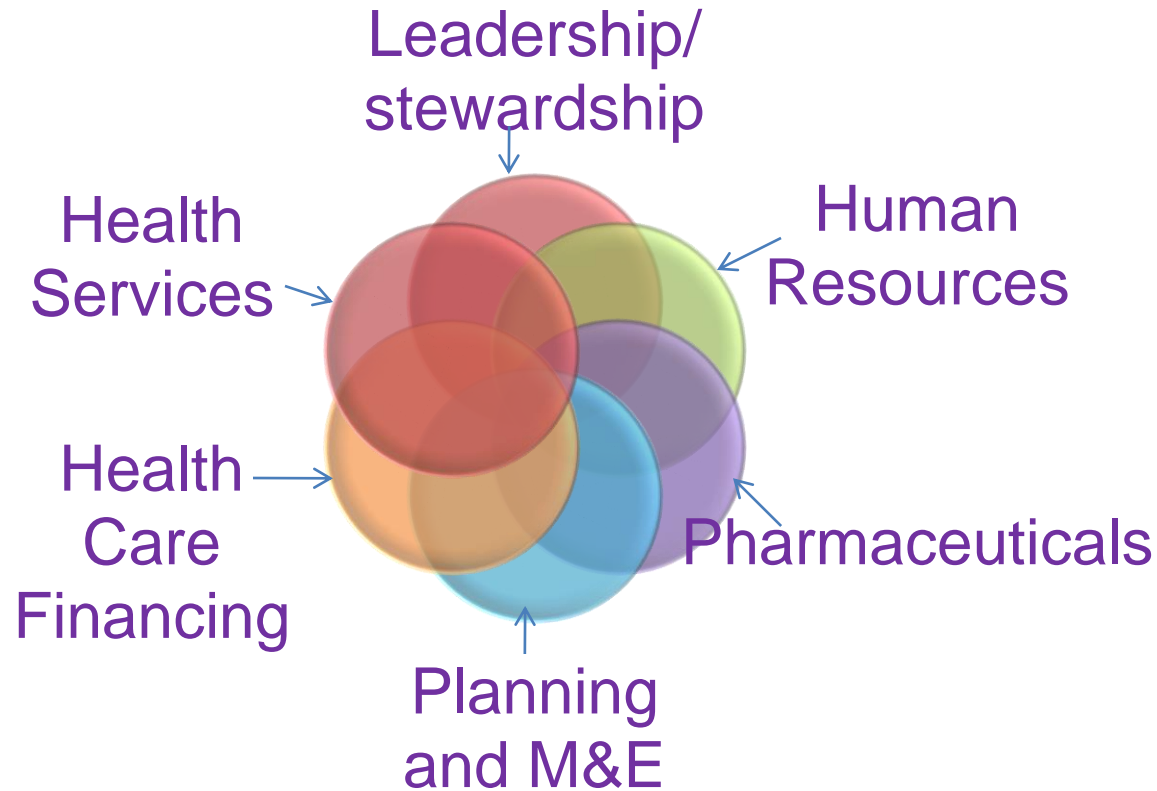 Leadership/
stewardship
Human
Resources
Pharmaceuticals
Planning
and M&E
Health
Care
Financing
Health
Services